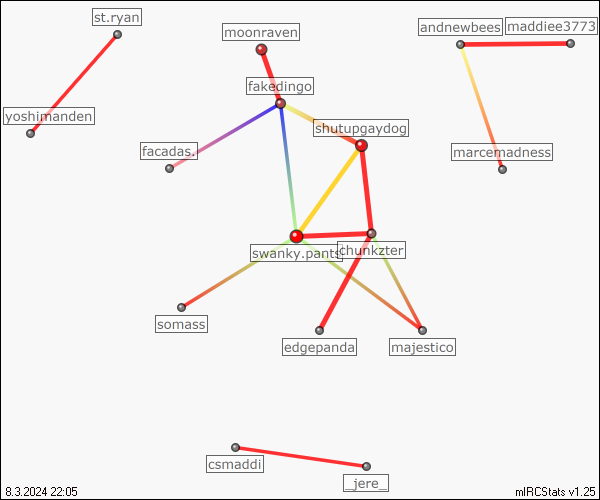 st.ryan
moonraven
andnewbees
maddiee3773
fakedingo
yoshimanden
shutupgaydog
facadas.
marcemadness
swanky.pants
chunkzter
somass
edgepanda
majestico
csmaddi
_jere_
8.3.2024 22:05
mIRCStats v1.25